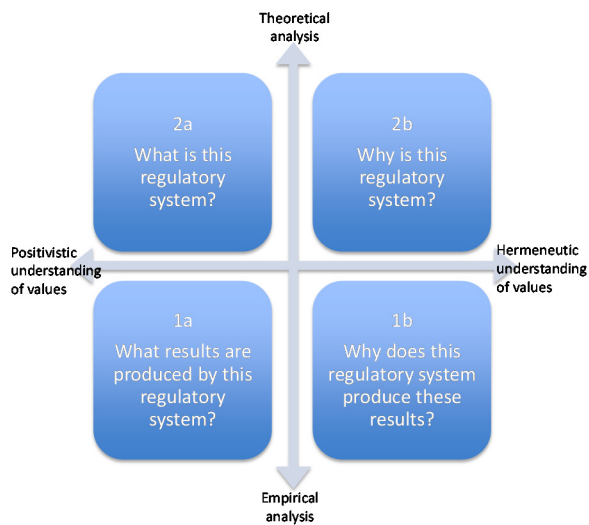 Theoretical
analysis
2a
What is this
regulatory
system?
2b
Why is this
regulatory
system?
Positivistic
understanding
of values
Hermeneutic
understanding
of values
1a
What results are
produced by this
regulatory
system?
1b
Why does this
regulatory system
produce these
results?
Empirical
analysis